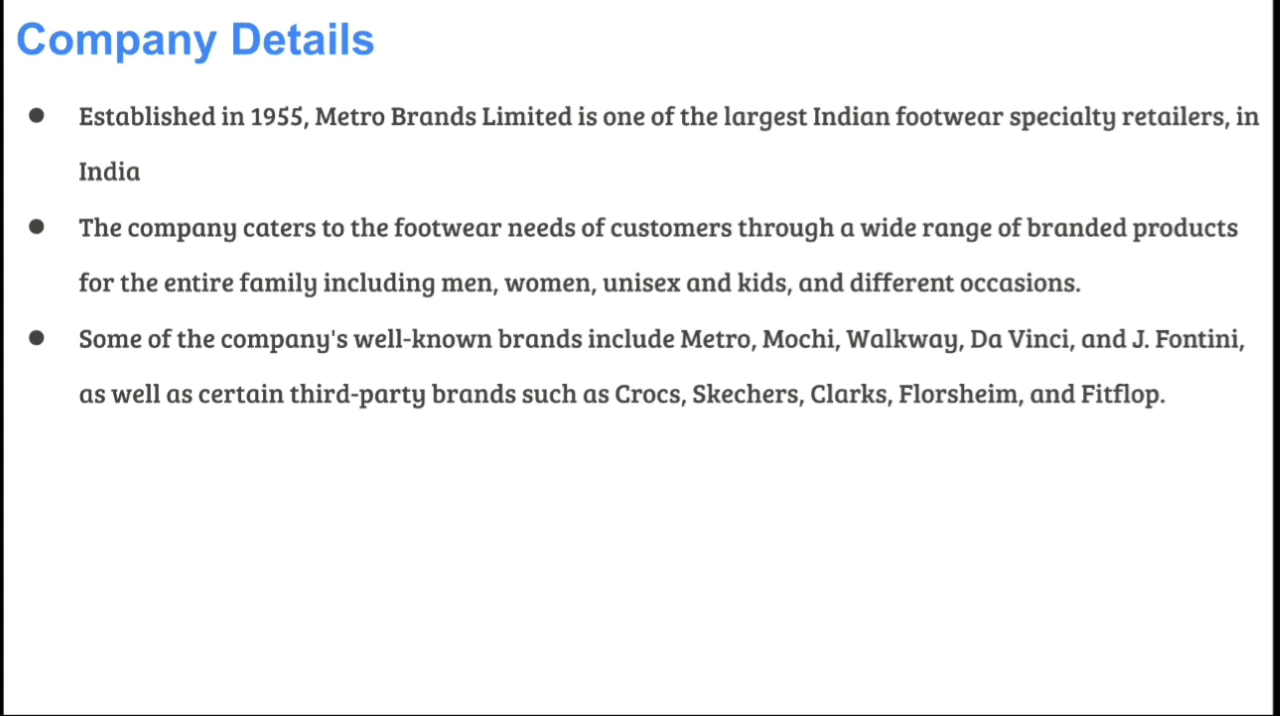 Company Details
● Established in 1955, Metro Brands Limited is one of the largest Indian footwear specialty retailers, in
India
● The company caters to the footwear needs of customers through a wide range of branded products
for the entire family including men, women, unisex and kids, and different occasions.
● Some of the company's well-known brands include Metro, Mochi, Walkway, Da Vinci, and J. Fontini,
as well as certain third-party brands such as Crocs, Skechers, Clarks, Florsheim, and Fitflop.